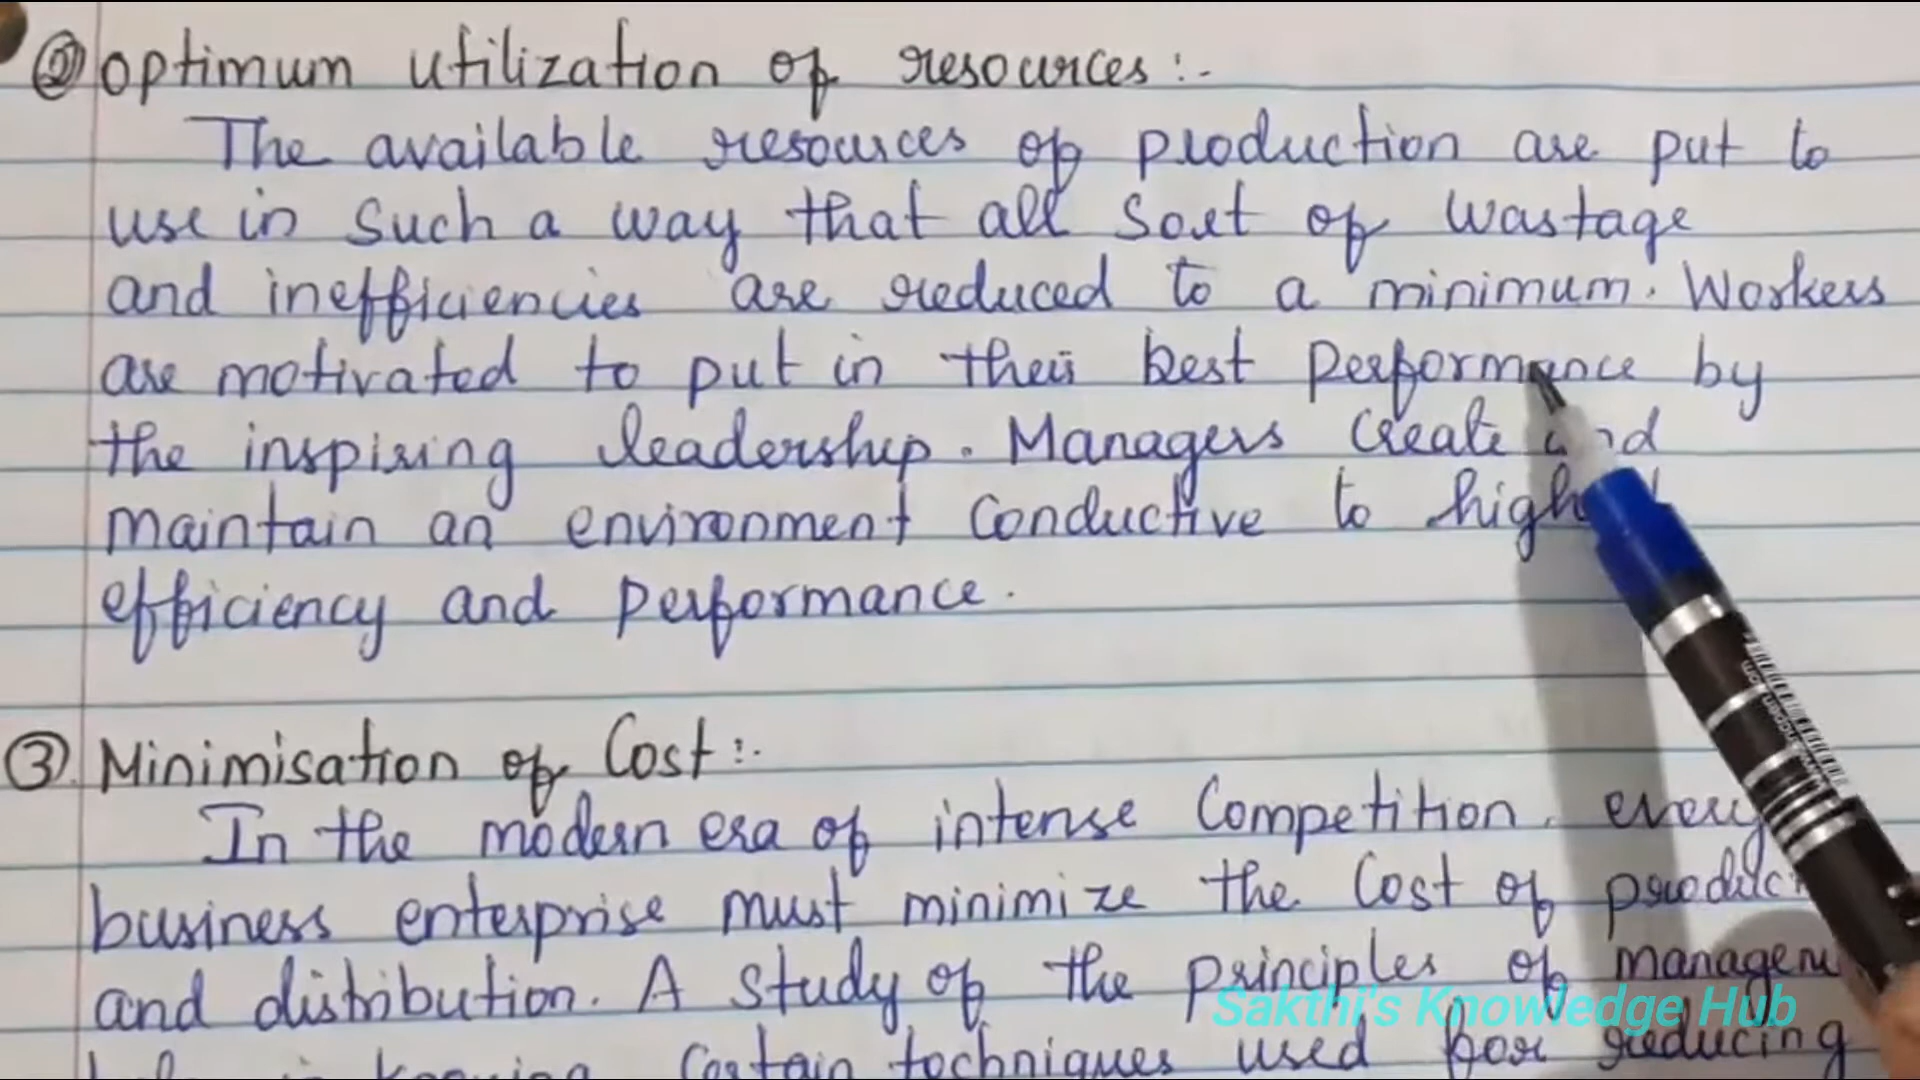 ② optimum utilization of resources:-
The available resources of production are put to
use in such a way that all sort of wastage
and inefficiencies are reduced to a minimum. Workers
are motivated to put in their best performance by
the inspiring leadership. Managers create and
maintain an environment conductive to high
efficiency and performance.
③ Minimisation of Cost:-
In the modern era of intense competition. every
business enterprise must minimize the cost of
and distribution. A study of the principles of
Sakthi's Knowledge Hub
certain techniques used for reducing